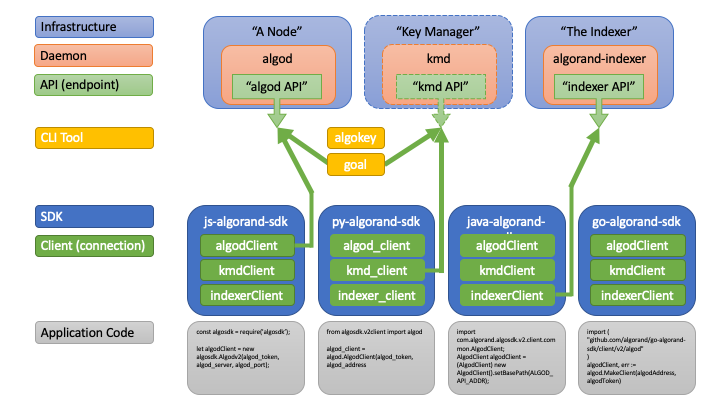 Infrastructure
Daemon
API (endpoint)
CLI Tool
SDK
Client (connection)
Application Code
"A Node"
algod
"algod API"
"Key Manager"
kmd
"kmd API"
"The Indexer"
algorand-indexer
"indexer API"
algokey
goal
js-algorand-sdk
algodClient
kmdClient
indexerClient
py-algorand-sdk
algod_client
kmd_client
indexer_client
java-algorand-
algodClient
kmdClient
indexerClient
go-algorand-sdk
algodClient
kmdClient
indexerClient
const algosdk = require('algosdk');
let algodClient = new
algosdk.Algodv2(algod_token,
algod_server, algod_port);
from algosdk.v2client import algod
algod_client =
algod.AlgodClient(algod_token,
algod_address
import
com.algorand.algosdk.v2.client.com
mon.AlgodClient;
AlgodClient algodClient =
(AlgodClient) new
AlgodClient().setBasePath(ALGOD_
API_ADDR);
import (
"github.com/algorand/go-algorand-
sdk/client/v2/algod"
)
algodClient, err :=
algod.MakeClient(algodAddress,
algodToken)